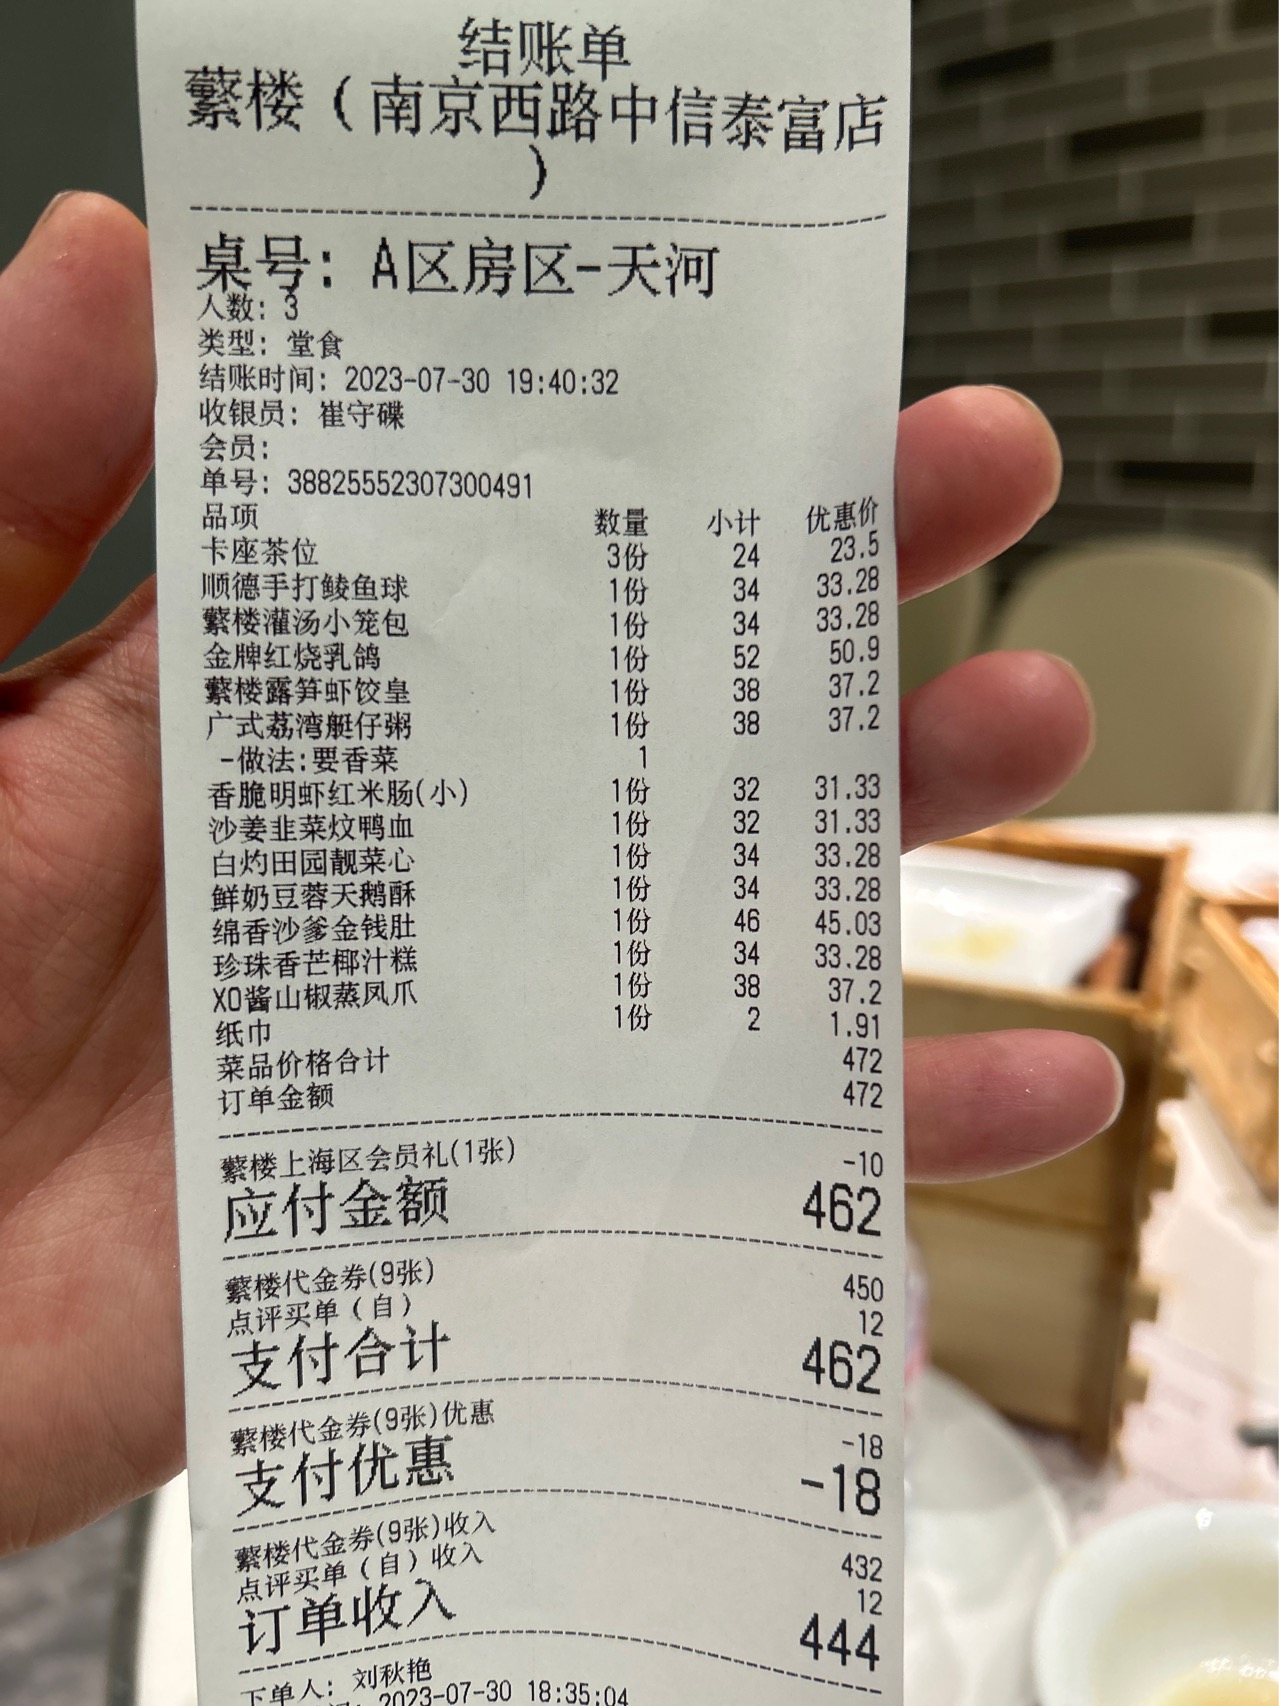 结账单
蘩楼（南京西路中信泰富店
）
桌号：A区房区-天河
人数：3
类型：堂食
结账时间：2023-07-30 19:40:32
收银员：崔守碟
会员：
单号：38825552307300491
品项 数量 小计 优惠价
卡座茶位 3份 24 23.5
顺德手打鲮鱼球 1份 34 33.28
蘩楼灌汤小笼包 1份 34 33.28
金牌红烧乳鸽 1份 52 50.9
蘩楼露笋虾饺皇 1份 38 37.2
广式荔湾艇仔粥 1份 38 37.2
-做法:要香菜 1
香脆明虾红米肠(小) 1份 32 31.33
沙姜韭菜炆鸭血 1份 32 31.33
白灼田园靓菜心 1份 34 33.28
鲜奶豆蓉天鹅酥 1份 34 33.28
绵香沙爹金钱肚 1份 46 45.03
珍珠香芒椰汁糕 1份 34 33.28
XO酱山椒蒸凤爪 1份 38 37.2
纸巾 1份 2 1.91
菜品价格合计 472
订单金额 472
蘩楼上海区会员礼(1张) -10
应付金额 462
蘩楼代金券(9张) 450
点评买单（自） 12
支付合计 462
蘩楼代金券(9张)优惠 -18
支付优惠 -18
蘩楼代金券(9张)收入 432
点评买单（自）收入 12
订单收入 444
下单人：刘秋艳
2023-07-30 18:35:04